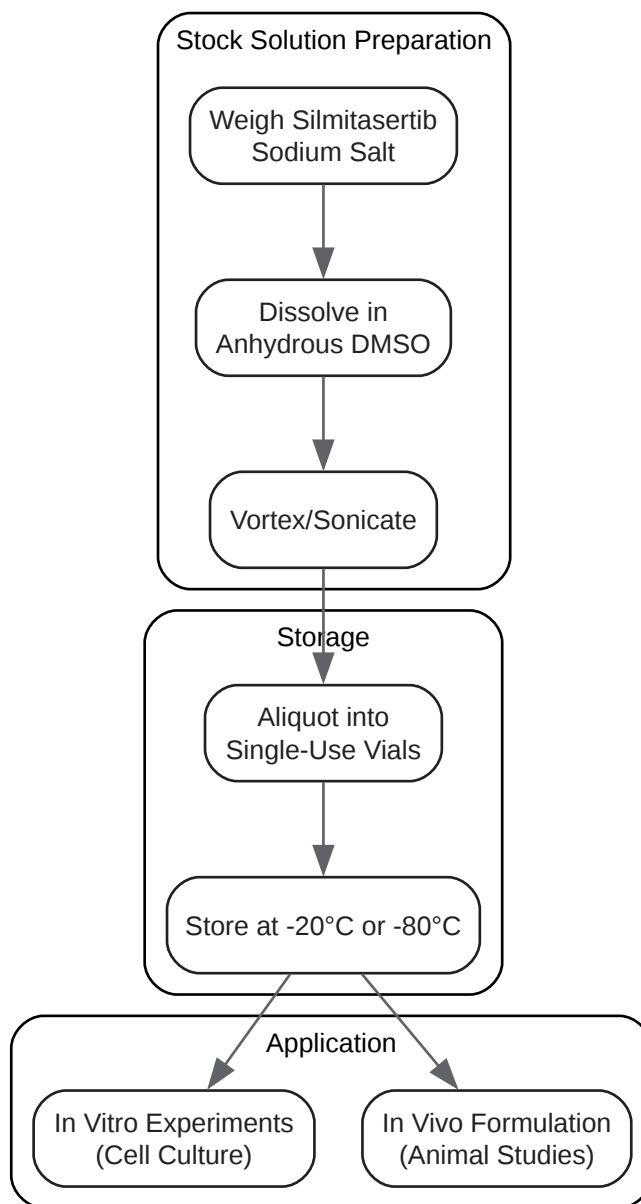 Stock Solution Preparation
Weigh Silmitasertib
Sodium Salt
Dissolve in
Anhydrous DMSO
Vortex/Sonicate
Storage
Aliquot into
Single-Use Vials
Store at -20°C or -80°C
Application
In Vitro Experiments
(Cell Culture)
In Vivo Formulation
(Animal Studies)